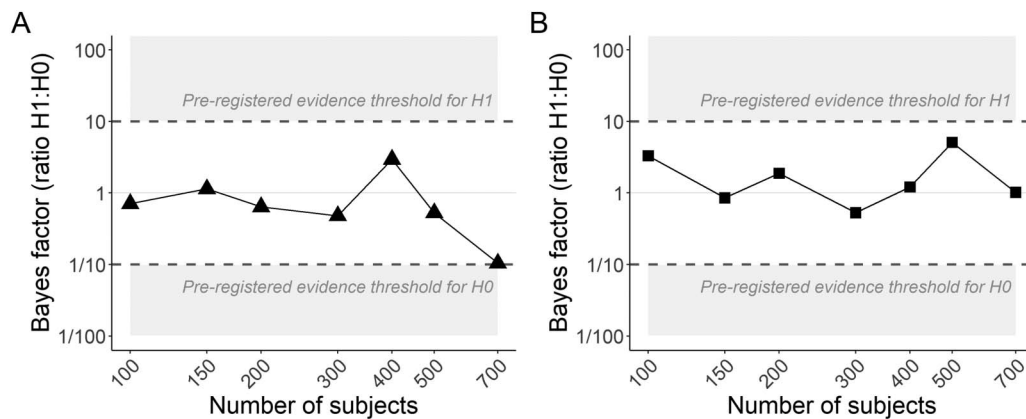 A
Bayes factor (ratio H1:H0)
100
10
1
1/10
1/100
Pre-registered evidence threshold for H1
Pre-registered evidence threshold for H0
100
150
200
300
400
500
700
Number of subjects
B
Bayes factor (ratio H1:H0)
100
10
1
1/10
1/100
Pre-registered evidence threshold for H1
Pre-registered evidence threshold for H0
100
150
200
300
400
500
700
Number of subjects